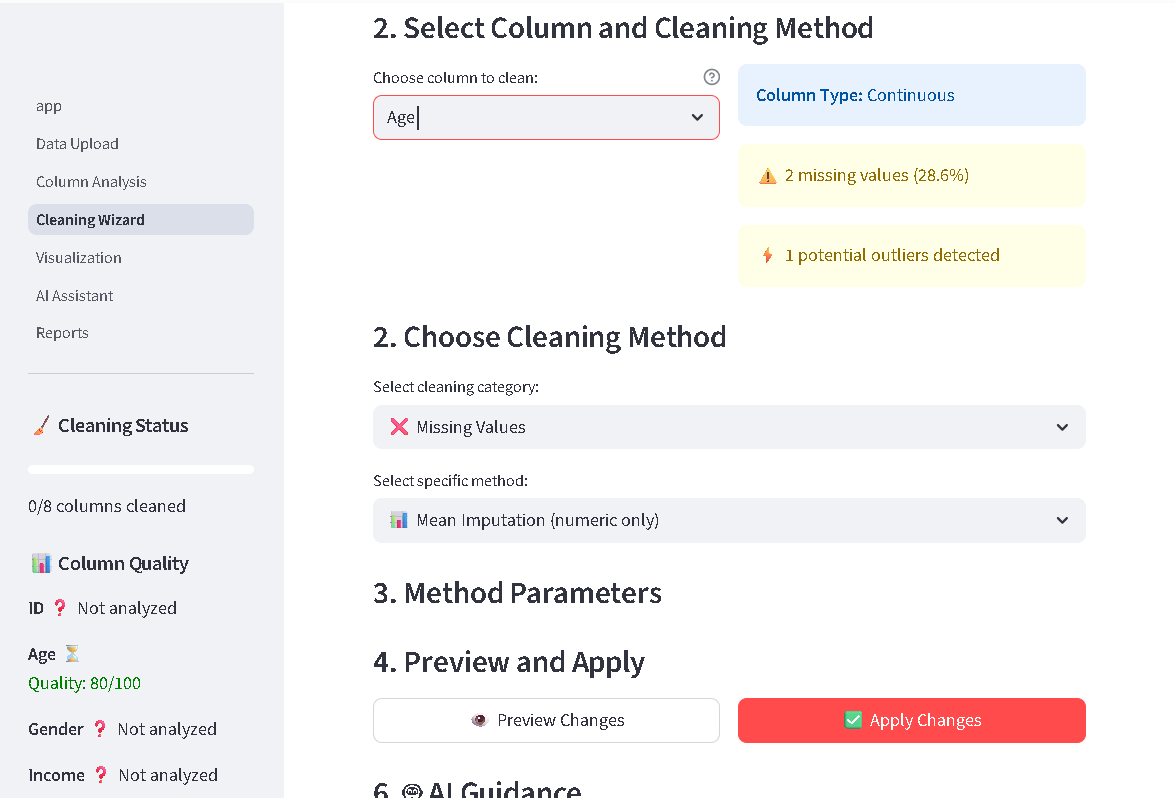 app
Data Upload
Column Analysis
Cleaning Wizard
Visualization
AI Assistant
Reports
🧹 Cleaning Status
0/8 columns cleaned
📊 Column Quality
ID ❓ Not analyzed
Age ⏳
Quality: 80/100
Gender ❓ Not analyzed
Income ❓ Not analyzed
2. Select Column and Cleaning Method
Choose column to clean:
Age
Column Type: Continuous
⚠️ 2 missing values (28.6%)
⚡ 1 potential outliers detected
2. Choose Cleaning Method
Select cleaning category:
❌ Missing Values
Select specific method:
📊 Mean Imputation (numeric only)
3. Method Parameters
4. Preview and Apply
👁️ Preview Changes
✅ Apply Changes
6. 🤖 AI Guidance